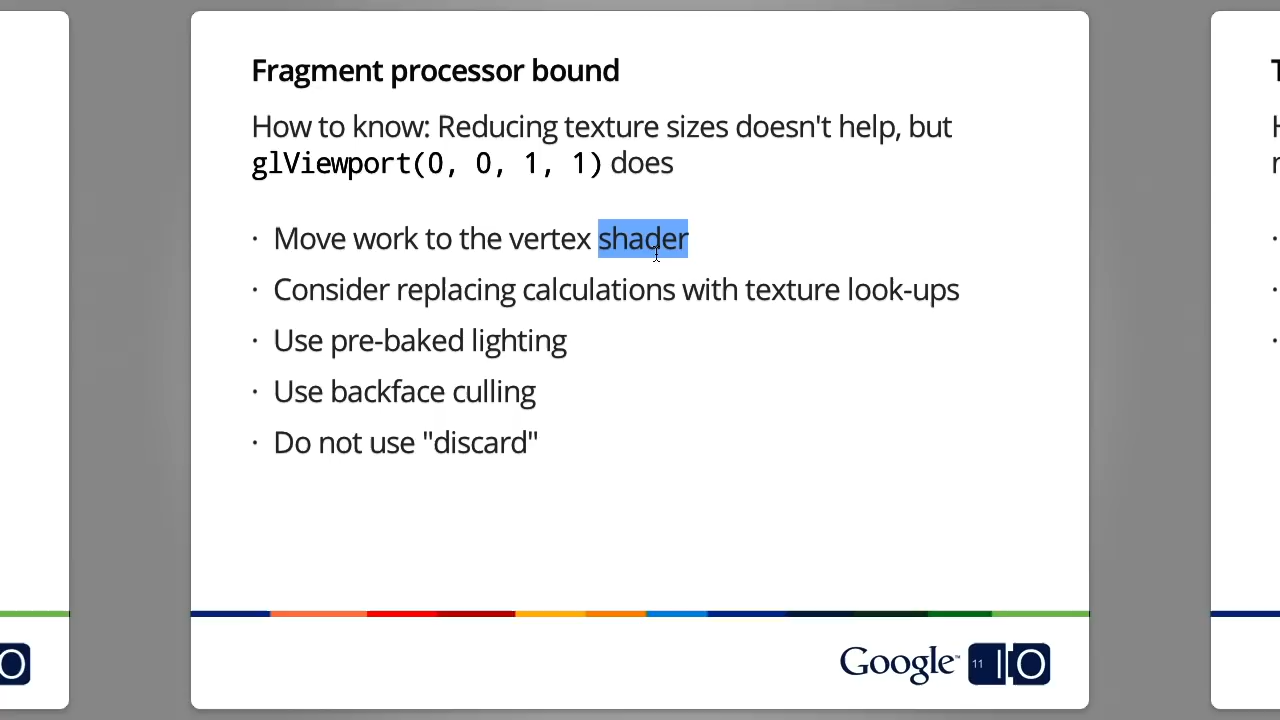 Fragment processor bound
How to know: Reducing texture sizes doesn't help, but
glViewport(0, 0, 1, 1) does
· Move work to the vertex shader
· Consider replacing calculations with texture look-ups
· Use pre-baked lighting
· Use backface culling
· Do not use "discard"
Google™ 11 IO